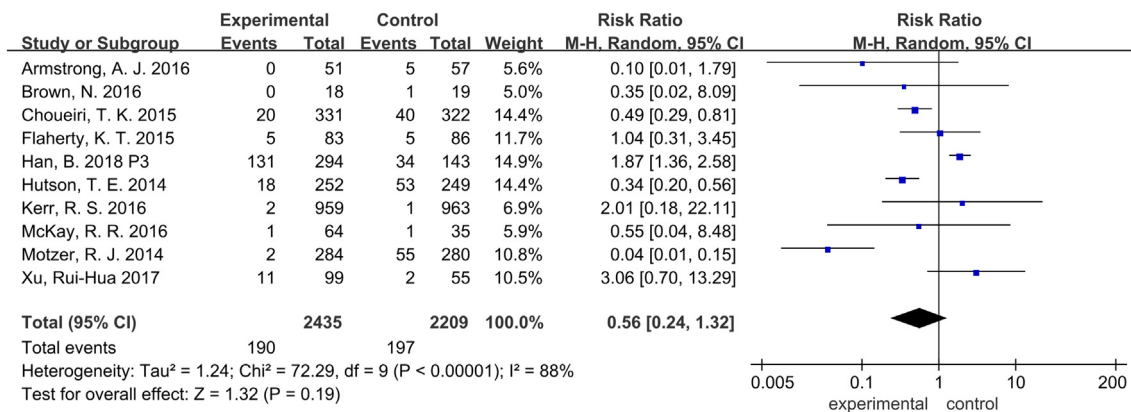 Experimental Control Risk Ratio Risk Ratio
Study or Subgroup Events Total Events Total Weight M-H, Random, 95% CI M-H, Random, 95% CI
Armstrong, A. J. 2016 0 51 5 57 5.6% 0.10 [0.01, 1.79]
Brown, N. 2016 0 18 1 19 5.0% 0.35 [0.02, 8.09]
Choueiri, T. K. 2015 20 331 40 322 14.4% 0.49 [0.29, 0.81]
Flaherty, K. T. 2015 5 83 5 86 11.7% 1.04 [0.31, 3.45]
Han, B. 2018 P3 131 294 34 143 14.9% 1.87 [1.36, 2.58]
Hutson, T. E. 2014 18 252 53 249 14.4% 0.34 [0.20, 0.56]
Kerr, R. S. 2016 2 959 1 963 6.9% 2.01 [0.18, 22.11]
McKay, R. R. 2016 1 64 1 35 5.9% 0.55 [0.04, 8.48]
Motzer, R. J. 2014 2 284 55 280 10.8% 0.04 [0.01, 0.15]
Xu, Rui-Hua 2017 11 99 2 55 10.5% 3.06 [0.70, 13.29]
Total (95% CI) 2435 2209 100.0% 0.56 [0.24, 1.32]
Total events 190 197
Heterogeneity: Tau² = 1.24; Chi² = 72.29, df = 9 (P < 0.00001); I² = 88%
Test for overall effect: Z = 1.32 (P = 0.19)
0.005 0.1 1 10 200
experimental control